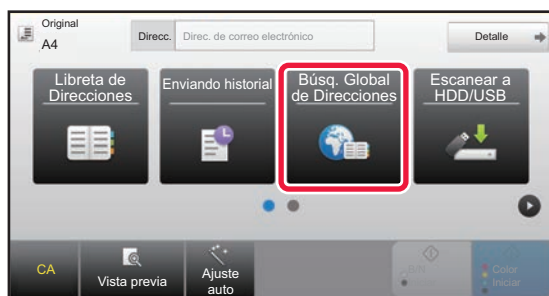 Original
A4
Direcc.
Direc. de correo electrónico
Detalle
Libreta de
Direcciones
Enviando historial
Búsq. Global
de Direcciones
Escanear a
HDD/USB
CA
Vista previa
Ajuste
auto
B/N
Color
Iniciar